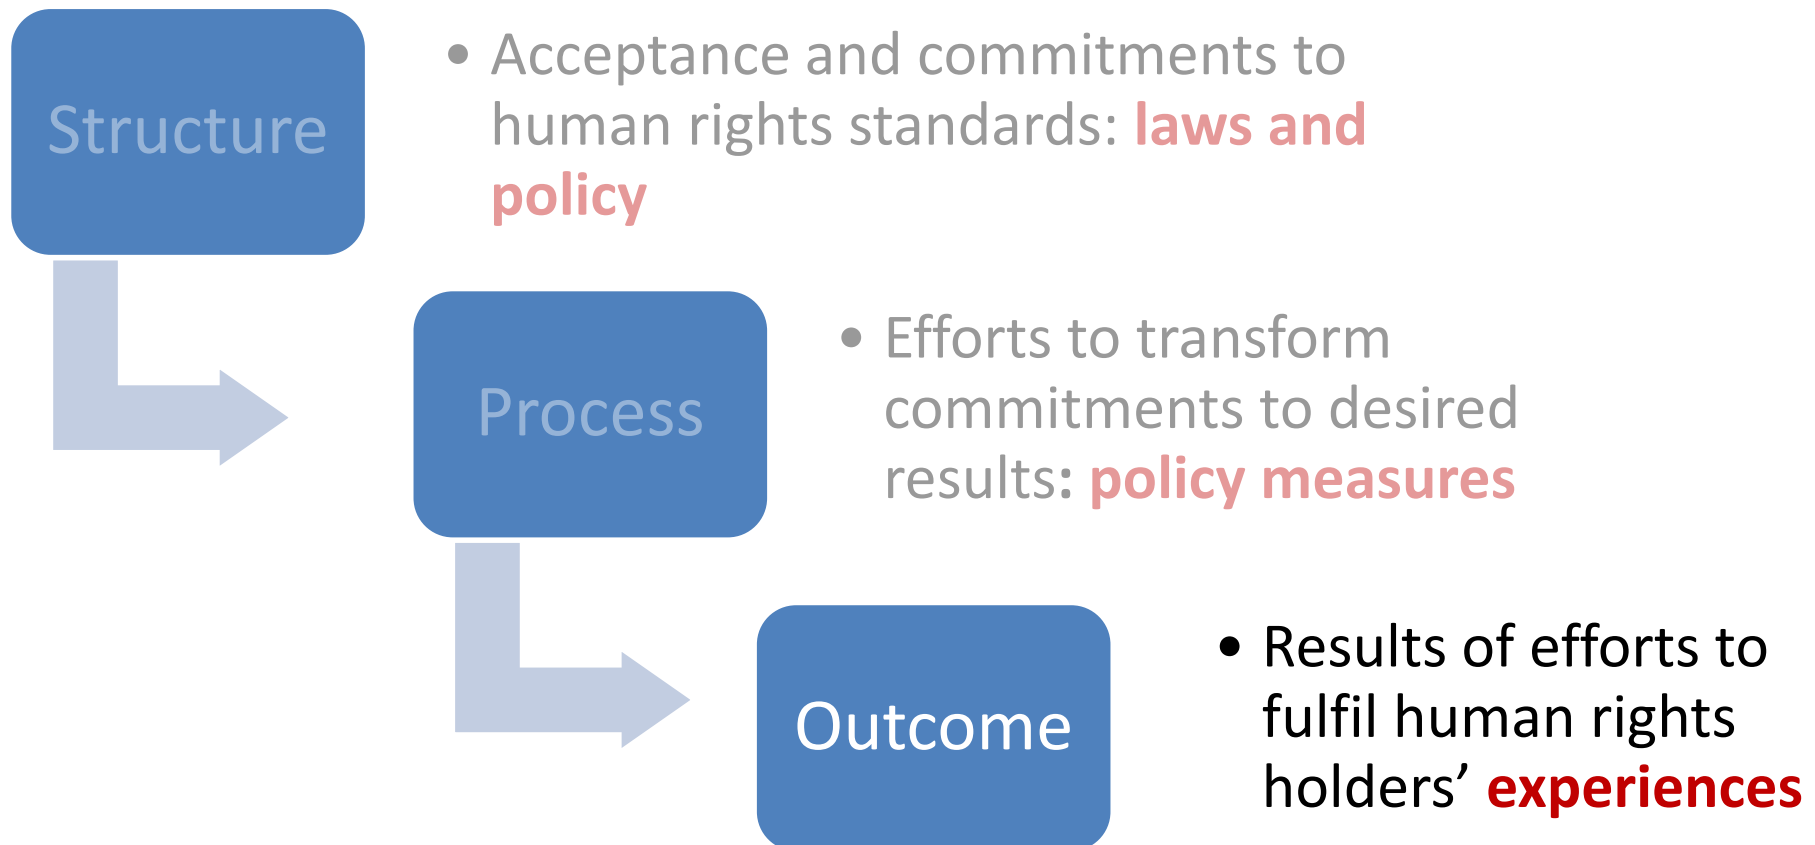 Structure
• Acceptance and commitments to
human rights standards: laws and
policy
Process
• Efforts to transform
commitments to desired
results: policy measures
Outcome
• Results of efforts to
fulfil human rights
holders’ experiences